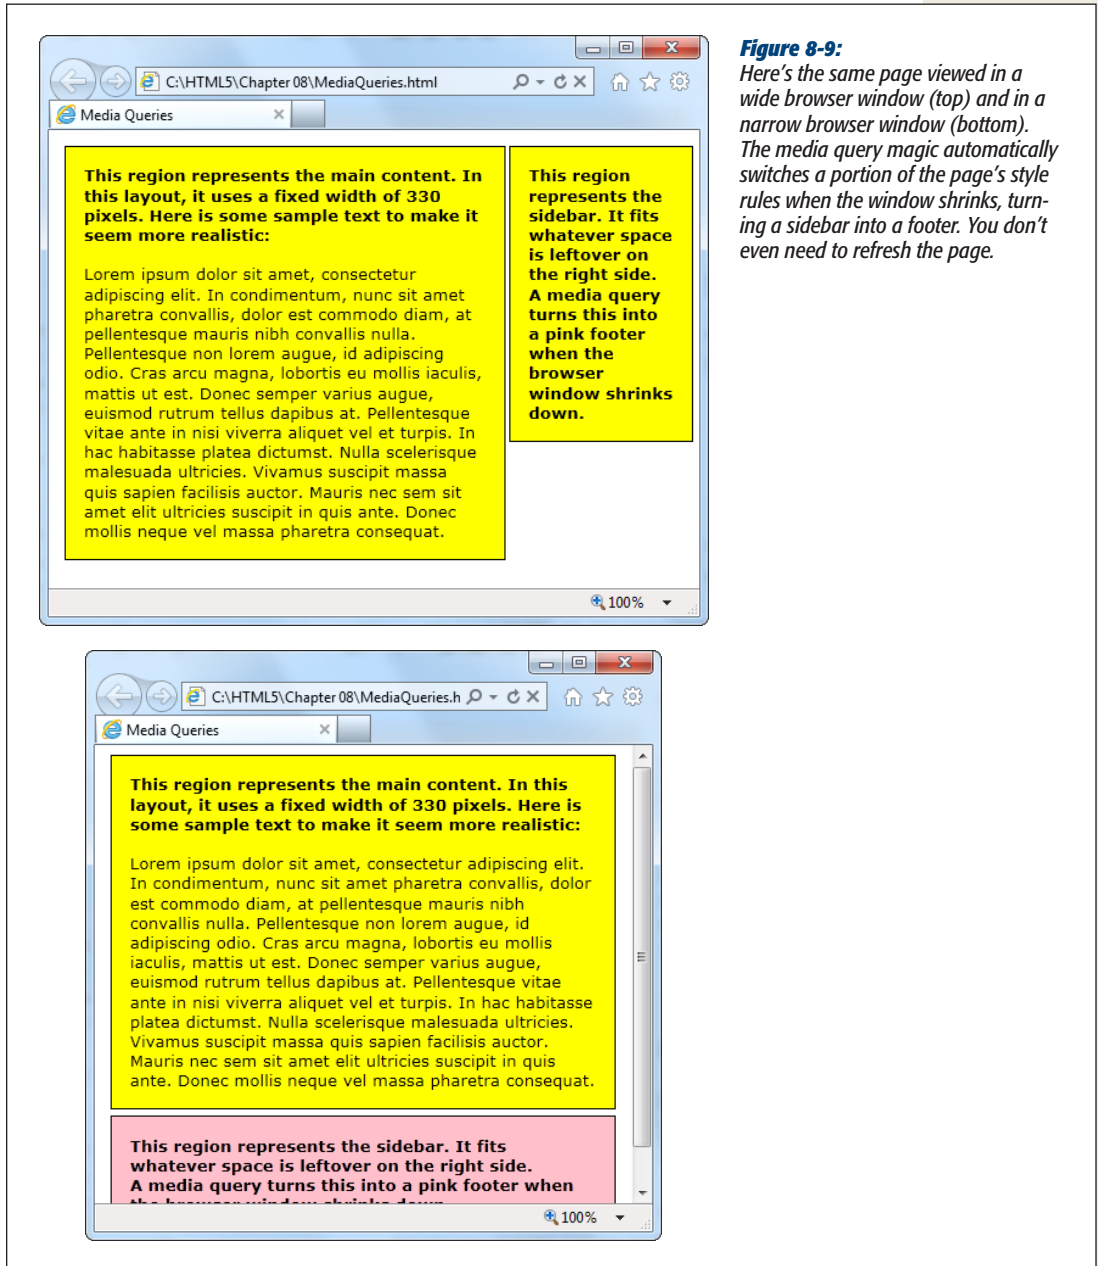 C:\HTML5\Chapter 08\MediaQueries.html
Media Queries
This region represents the main content. In
this layout, it uses a fixed width of 330
pixels. Here is some sample text to make it
seem more realistic:
Lorem ipsum dolor sit amet, consectetur
adipiscing elit. In condimentum, nunc sit amet
pharetra convallis, dolor est commodo diam, at
pellentesque mauris nibh convallis nulla.
Pellentesque non lorem augue, id adipiscing
odio. Cras arcu magna, lobortis eu mollis iaculis,
mattis ut est. Donec semper varius augue,
euismod rutrum tellus dapibus at. Pellentesque
vitae ante in nisi viverra aliquet vel et turpis. In
hac habitasse platea dictumst. Nulla scelerisque
malesuada ultricies. Vivamus suscipit massa
quis sapien facilisis auctor. Mauris nec sem sit
amet elit ultricies suscipit in quis ante. Donec
mollis neque vel massa pharetra consequat.
This region
represents the
sidebar. It fits
whatever space
is leftover on
the right side.
A media query
turns this into
a pink footer
when the
browser
window shrinks
down.
100%
Figure 8-9:
Here's the same page viewed in a
wide browser window (top) and in a
narrow browser window (bottom).
The media query magic automatically
switches a portion of the page's style
rules when the window shrinks, turn-
ing a sidebar into a footer. You don't
even need to refresh the page.
C:\HTML5\Chapter 08\MediaQueries.h
Media Queries
This region represents the main content. In this
layout, it uses a fixed width of 330 pixels. Here is
some sample text to make it seem more realistic:
Lorem ipsum dolor sit amet, consectetur adipiscing elit.
In condimentum, nunc sit amet pharetra convallis, dolor
est commodo diam, at pellentesque mauris nibh
convallis nulla. Pellentesque non lorem augue, id
adipiscing odio. Cras arcu magna, lobortis eu mollis
iaculis, mattis ut est. Donec semper varius augue,
euismod rutrum tellus dapibus at. Pellentesque vitae
ante in nisi viverra aliquet vel et turpis. In hac habitasse
platea dictumst. Nulla scelerisque malesuada ultricies.
Vivamus suscipit massa quis sapien facilisis auctor.
Mauris nec sem sit amet elit ultricies suscipit in quis
ante. Donec mollis neque vel massa pharetra consequat.
This region represents the sidebar. It fits
whatever space is leftover on the right side.
A media query turns this into a pink footer when
the browser window shrinks down.
100%